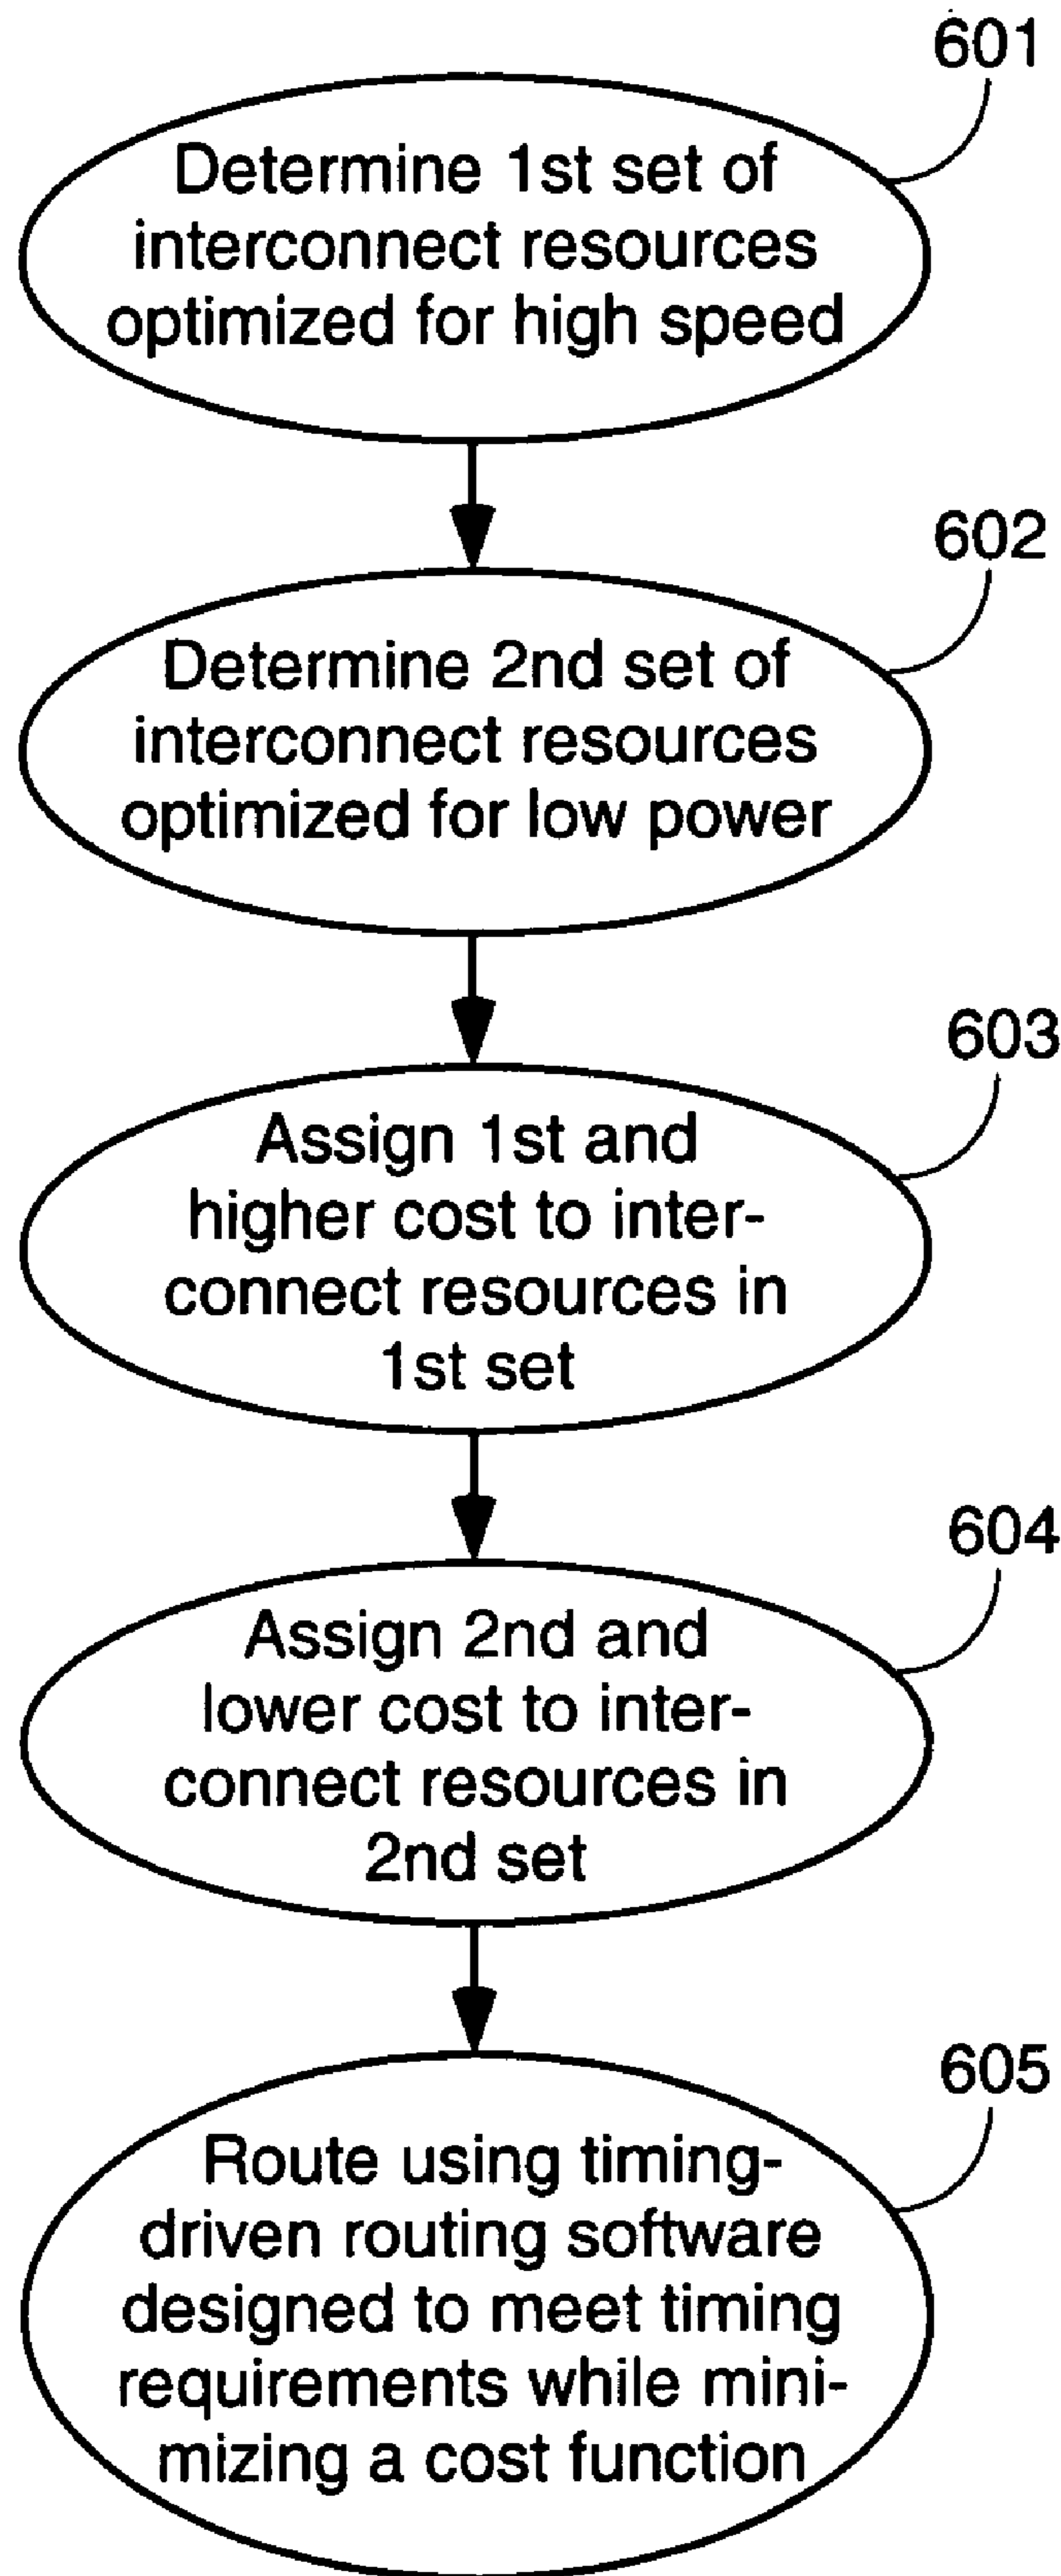 601
Determine 1st set of
interconnect resources
optimized for high speed
602
Determine 2nd set of
interconnect resources
optimized for low power
603
Assign 1st and
higher cost to inter-
connect resources in
1st set
604
Assign 2nd and
lower cost to inter-
connect resources in
2nd set
605
Route using timing-
driven routing software
designed to meet timing
requirements while mini-
mizing a cost function